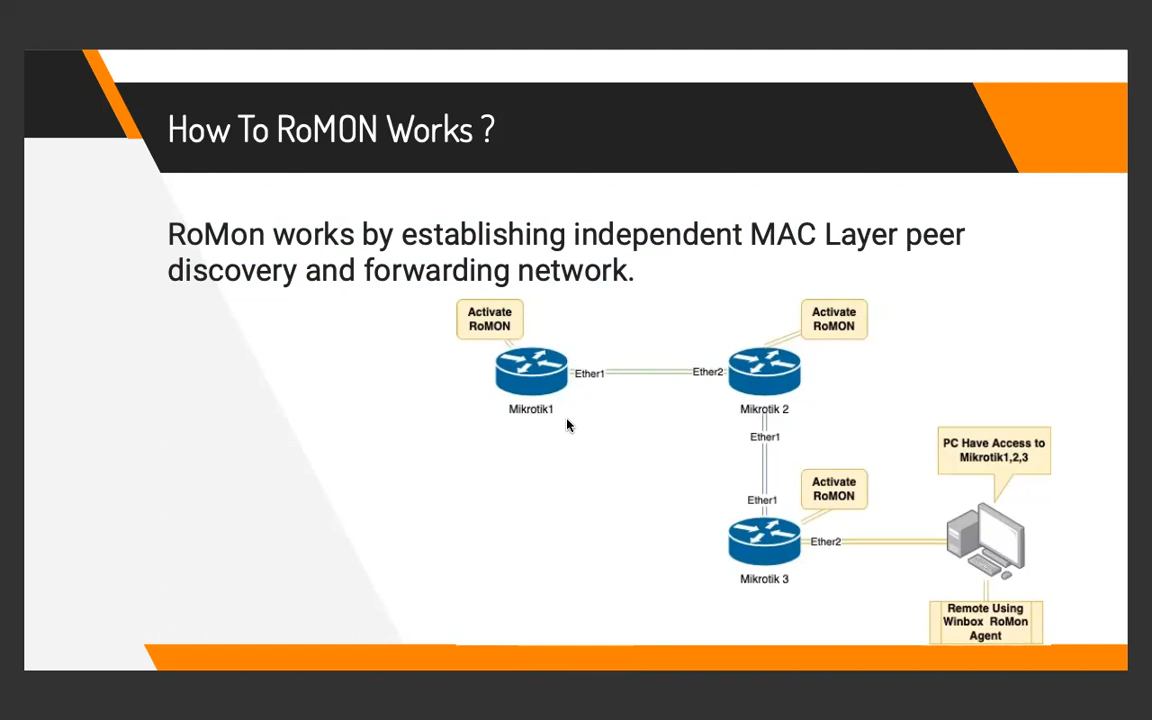 How To RoMON Works ?
RoMon works by establishing independent MAC Layer peer
discovery and forwarding network.
Activate
RoMON
Activate
RoMON
Ether1
Ether2
Mikrotik1
Mikrotik 2
Ether1
PC Have Access to
Mikrotik1,2,3
Activate
RoMON
Ether1
Ether2
Mikrotik 3
Remote Using
Winbox RoMon
Agent